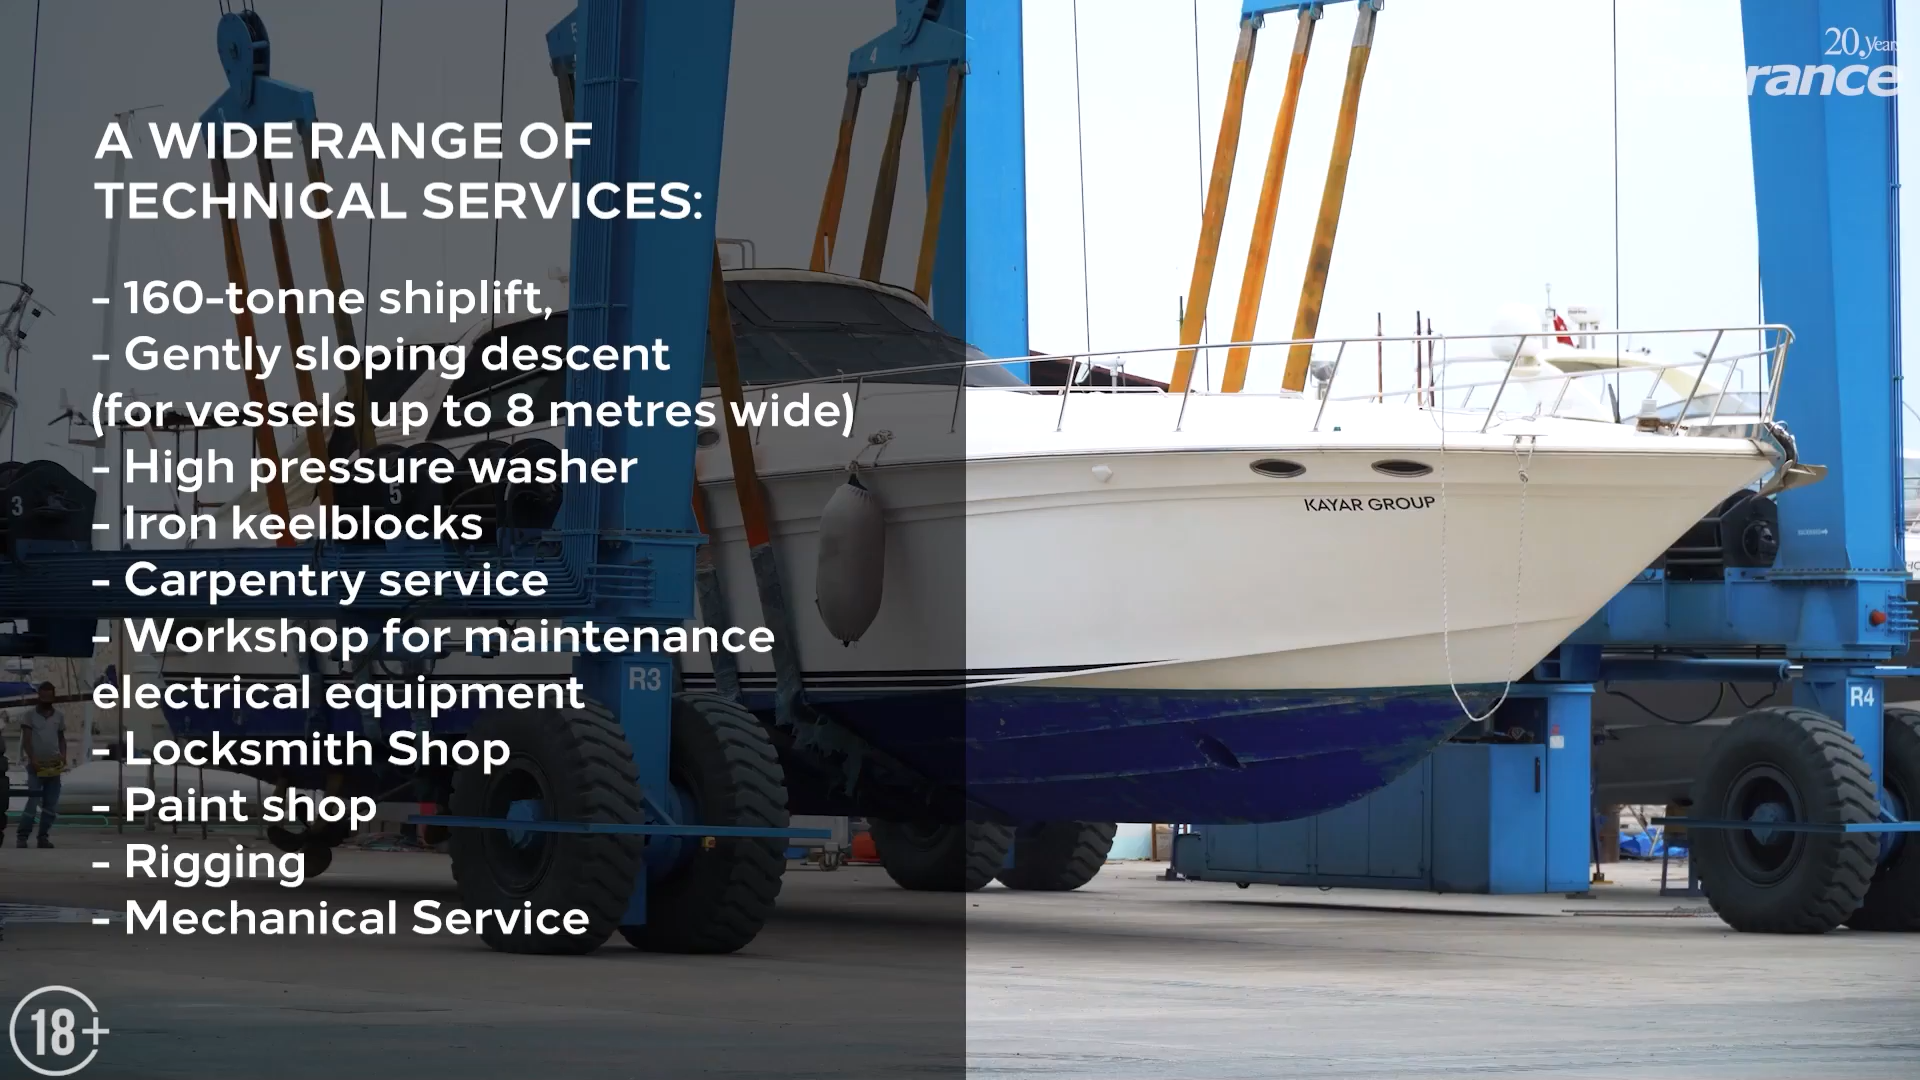 20.Years
rance
5
4
A WIDE RANGE OF
TECHNICAL SERVICES:
- 160-tonne shiplift,
- Gently sloping descent
(for vessels up to 8 metres wide)
- High pressure washer
- Iron keelblocks
- Carpentry service
- Workshop for maintenance
electrical equipment
- Locksmith Shop
- Paint shop
- Rigging
- Mechanical Service
3
5
KAYAR GROUP
R3
R4
18+